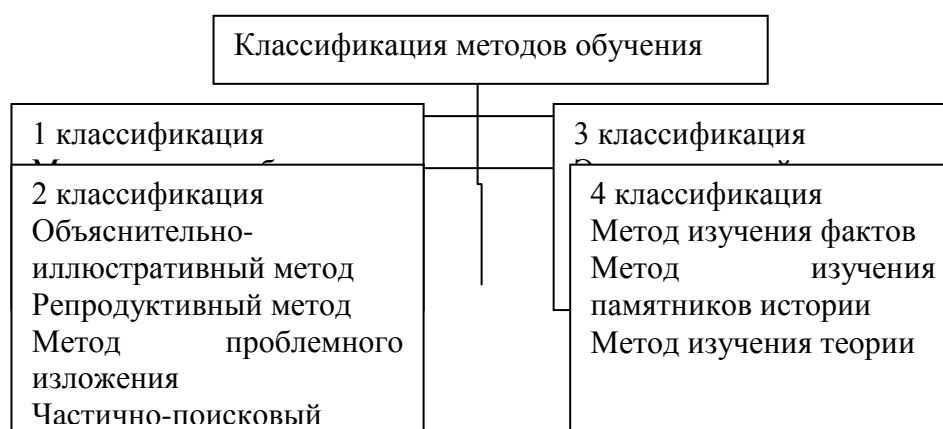 Классификация методов обучения
1 классификация
2 классификация
Объяснительно-
иллюстративный метод
Репродуктивный метод
Метод проблемного
изложения
Частично-поисковый
3 классификация
4 классификация
Метод изучения фактов
Метод изучения
памятников истории
Метод изучения теории